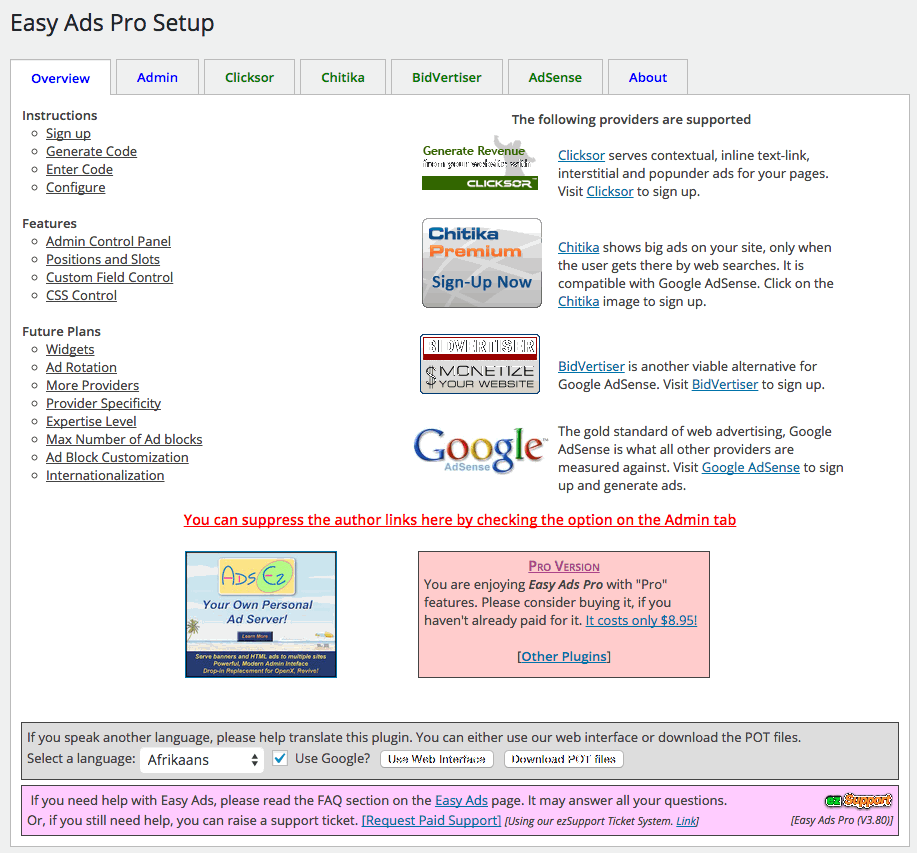 Easy Ads Pro Setup
Overview
Admin
Clicksor
Chitika
BidVertiser
AdSense
About
Instructions
Sign up
Generate Code
Enter Code
Configure
Features
Admin Control Panel
Positions and Slots
Custom Field Control
CSS Control
Future Plans
Widgets
Ad Rotation
More Providers
Provider Specificity
Expertise Level
Max Number of Ad blocks
Ad Block Customization
Internationalization
The following providers are supported
Generate Revenue
from your website with
CLICKSOR
Clicksor serves contextual, inline text-link,
interstitial and popunder ads for your pages.
Visit Clicksor to sign up.
Chitika
Premium
Sign-Up Now
Chitika shows big ads on your site, only when
the user gets there by web searches. It is
compatible with Google AdSense. Click on the
Chitika image to sign up.
BIDVERTISER
$ MONETIZE
YOUR WEBSITE
BidVertiser is another viable alternative for
Google AdSense. Visit BidVertiser to sign up.
Google™
AdSense
The gold standard of web advertising, Google
AdSense is what all other providers are
measured against. Visit Google AdSense to sign
up and generate ads.
You can suppress the author links here by checking the option on the Admin tab
Ads Ez
Your Own Personal
Ad Server!
Learn More
Serve banners and HTML ads to multiple sites
Powerful, Modern Admin Inteface
Drop-in Replacement for OpenX, Revive!
Pro Version
You are enjoying Easy Ads Pro with "Pro"
features. Please consider buying it, if you
haven't already paid for it. It costs only $8.95!
[Other Plugins]
If you speak another language, please help translate this plugin. You can either use our web interface or download the POT files.
Select a language: Afrikaans Use Google? Use Web Interface Download POT files
If you need help with Easy Ads, please read the FAQ section on the Easy Ads page. It may answer all your questions.
ez Support
Or, if you still need help, you can raise a support ticket. [Request Paid Support] [Using our ezSupport Ticket System. Link]
[Easy Ads Pro (V3.80)]